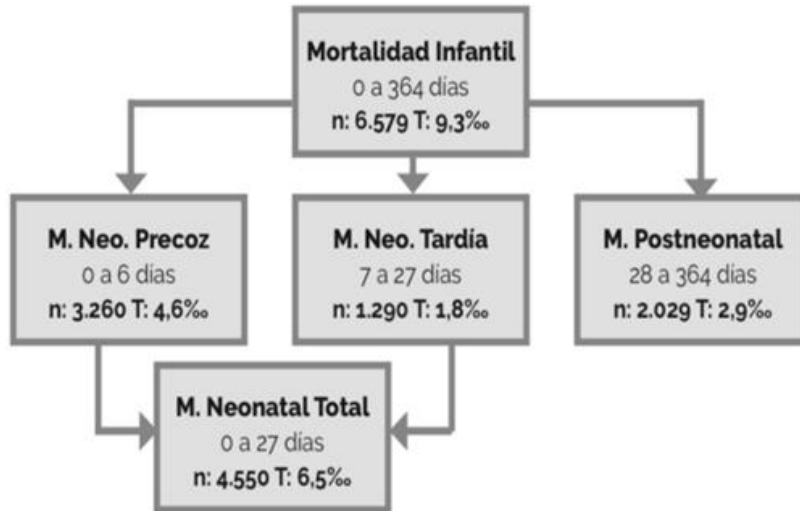 Mortalidad Infantil
0 a 364 días
n: 6.579 T: 9,3‰
M. Neo. Precoz
0 a 6 días
n: 3.260 T: 4,6‰
M. Neo. Tardía
7 a 27 días
n: 1.290 T: 1,8‰
M. Postneonatal
28 a 364 días
n: 2.029 T: 2,9‰
M. Neonatal Total
0 a 27 días
n: 4.550 T: 6,5‰